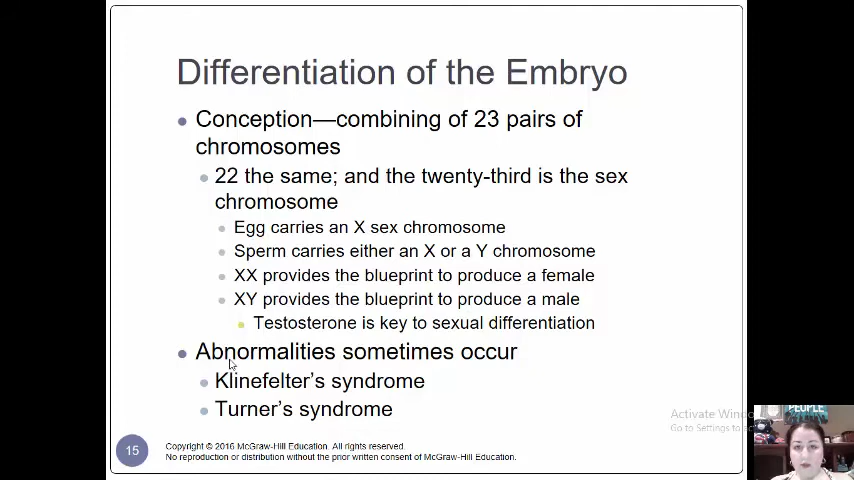 Differentiation of the Embryo
Conception—combining of 23 pairs of
chromosomes
22 the same; and the twenty-third is the sex
chromosome
Egg carries an X sex chromosome
Sperm carries either an X or a Y chromosome
XX provides the blueprint to produce a female
XY provides the blueprint to produce a male
Testosterone is key to sexual differentiation
Abnormalities sometimes occur
Klinefelter's syndrome
Turner's syndrome
15
Copyright © 2016 McGraw-Hill Education. All rights reserved
No reproduction or distribution without the prior written consent of McGraw-Hill Education.
Activate Windo
Go to Settings to
PEOPLE